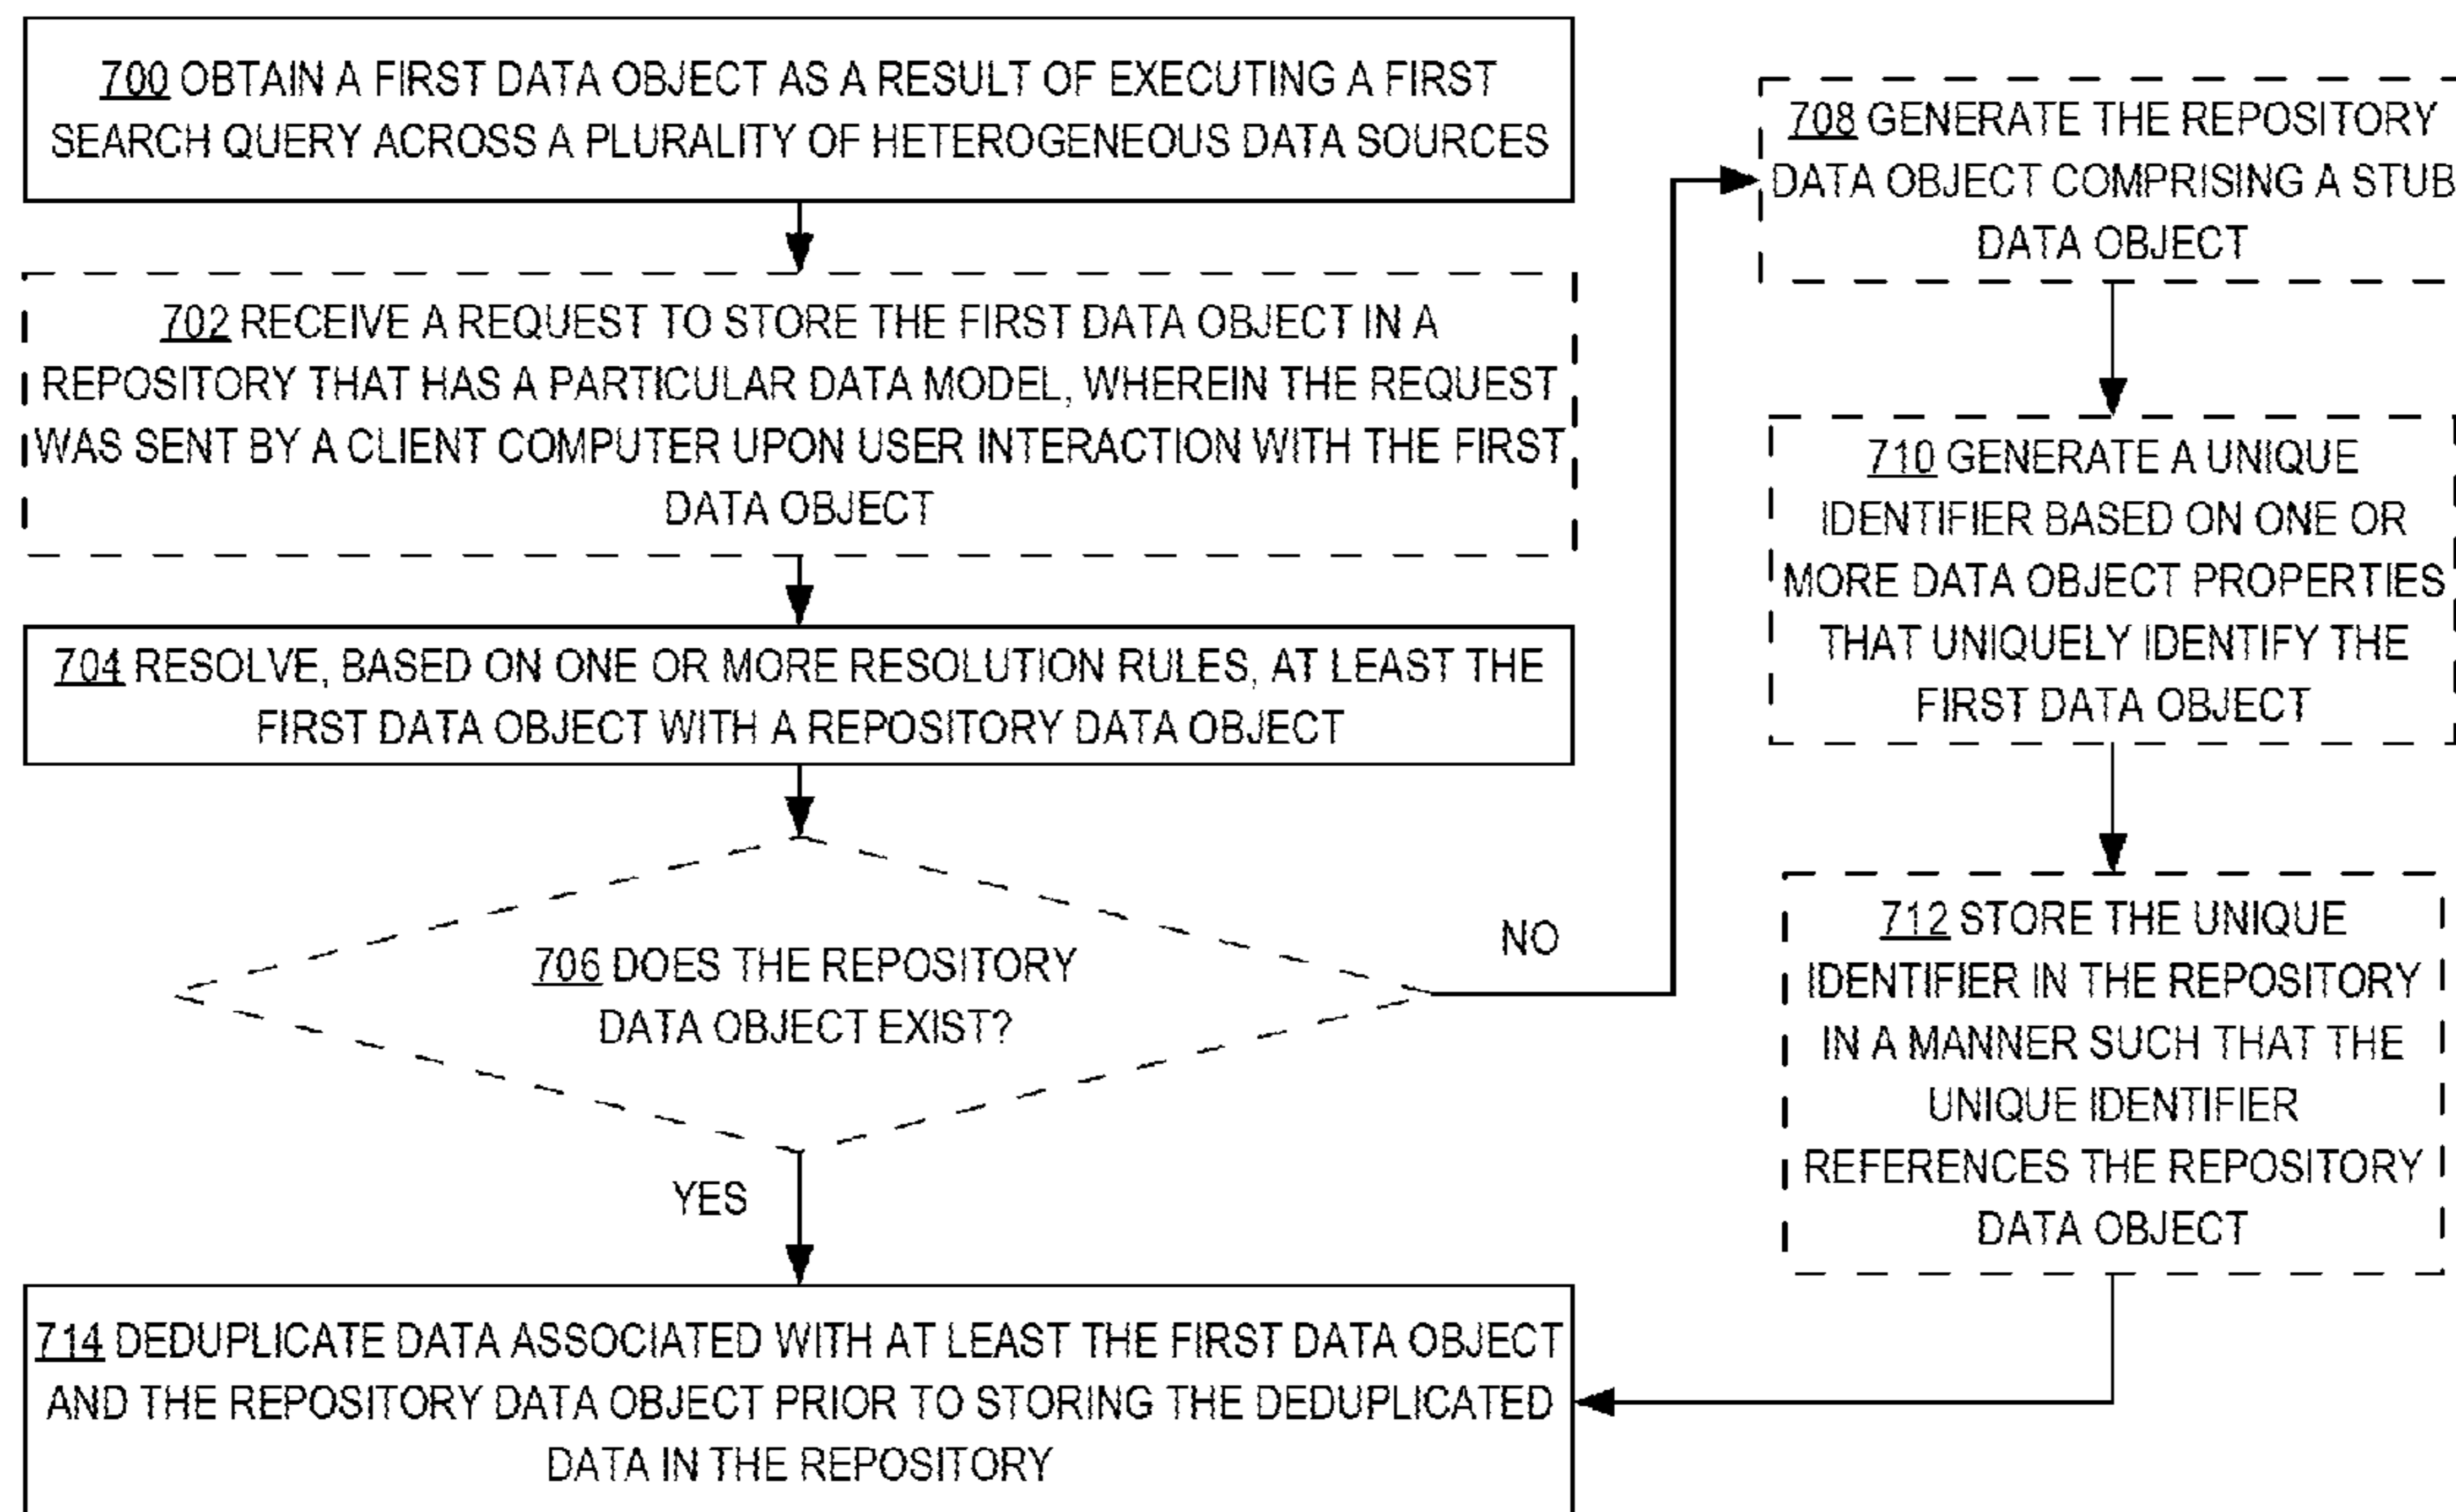 700 OBTAIN A FIRST DATA OBJECT AS A RESULT OF EXECUTING A FIRST
SEARCH QUERY ACROSS A PLURALITY OF HETEROGENEOUS DATA SOURCES
702 RECEIVE A REQUEST TO STORE THE FIRST DATA OBJECT IN A
REPOSITORY THAT HAS A PARTICULAR DATA MODEL, WHEREIN THE REQUEST
WAS SENT BY A CLIENT COMPUTER UPON USER INTERACTION WITH THE FIRST
DATA OBJECT
704 RESOLVE, BASED ON ONE OR MORE RESOLUTION RULES, AT LEAST THE
FIRST DATA OBJECT WITH A REPOSITORY DATA OBJECT
706 DOES THE REPOSITORY
DATA OBJECT EXIST?
NO
YES
708 GENERATE THE REPOSITORY
DATA OBJECT COMPRISING A STUB
DATA OBJECT
710 GENERATE A UNIQUE
IDENTIFIER BASED ON ONE OR
MORE DATA OBJECT PROPERTIES
THAT UNIQUELY IDENTIFY THE
FIRST DATA OBJECT
712 STORE THE UNIQUE
IDENTIFIER IN THE REPOSITORY
IN A MANNER SUCH THAT THE
UNIQUE IDENTIFIER
REFERENCES THE REPOSITORY
DATA OBJECT
714 DEDUPLICATE DATA ASSOCIATED WITH AT LEAST THE FIRST DATA OBJECT
AND THE REPOSITORY DATA OBJECT PRIOR TO STORING THE DEDUPLICATED
DATA IN THE REPOSITORY